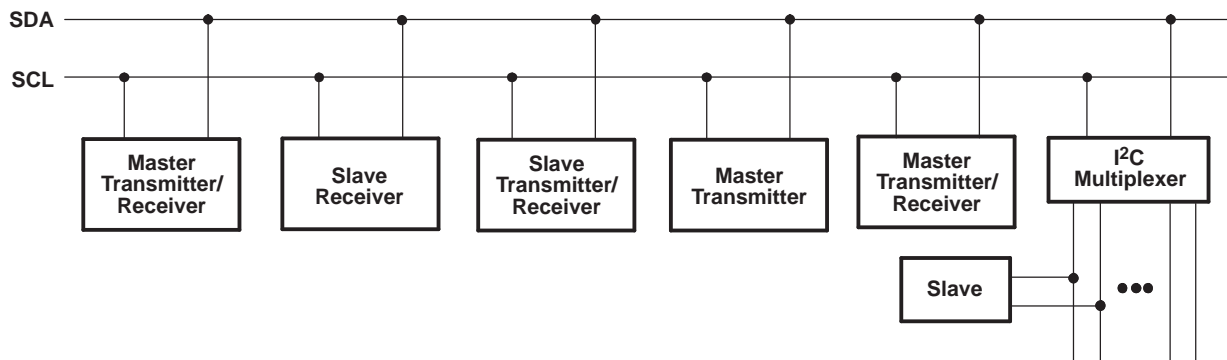 SDA
SCL
Master
Transmitter/
Receiver
Slave
Receiver
Slave
Transmitter/
Receiver
Master
Transmitter
Master
Transmitter/
Receiver
I²C
Multiplexer
Slave